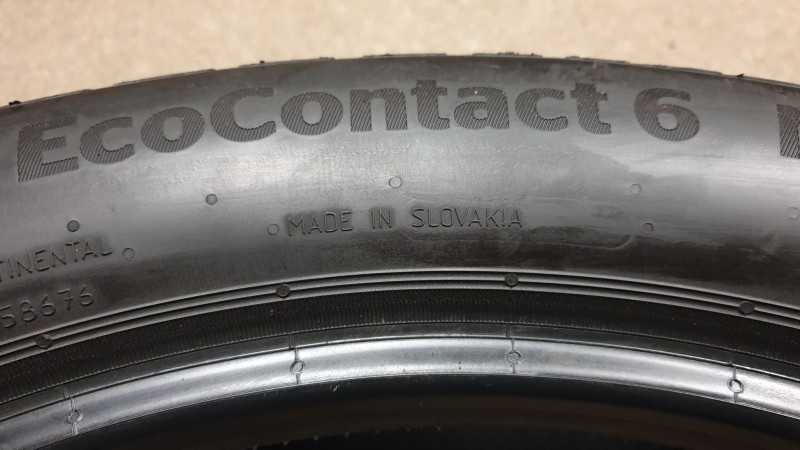 EcoContact 6
MADE IN SLOVAKIA
TINENTAL
58676